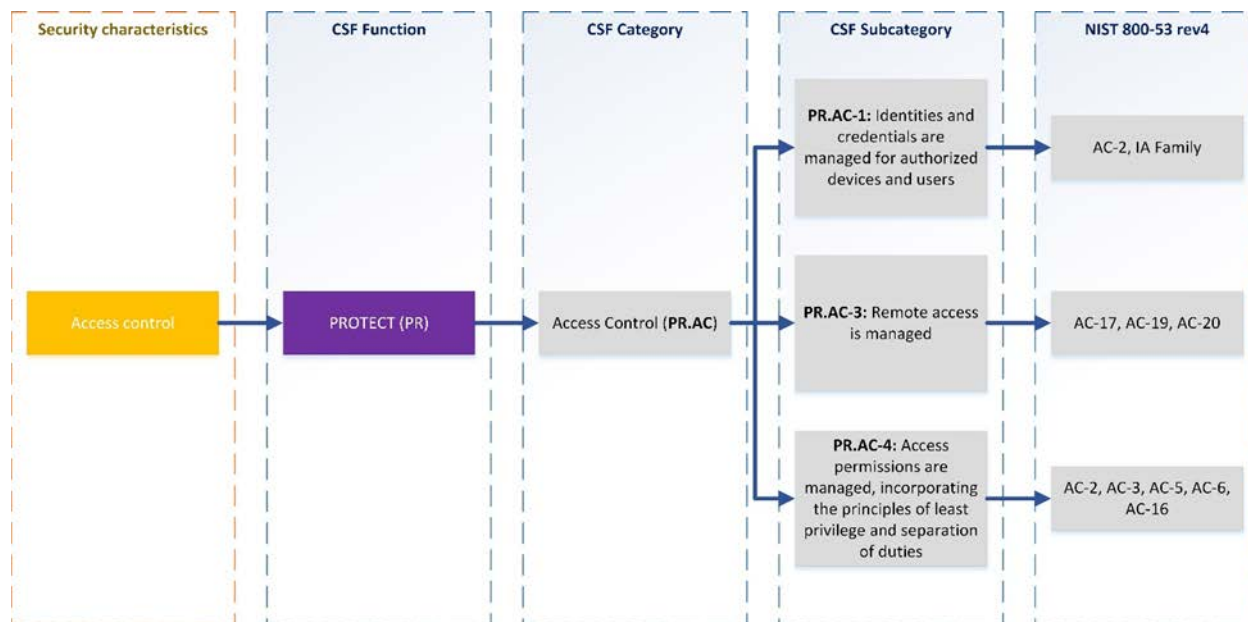 Security characteristics
CSF Function
CSF Category
CSF Subcategory
NIST 800-53 rev4
Access control
PROTECT (PR)
Access Control (PR.AC)
PR.AC-1: Identities and
credentials are
managed for authorized
devices and users
AC-2, IA Family
PR.AC-3: Remote access
is managed
AC-17, AC-19, AC-20
PR.AC-4: Access
permissions are
managed, incorporating
the principles of least
privilege and separation
of duties
AC-2, AC-3, AC-5, AC-6,
AC-16